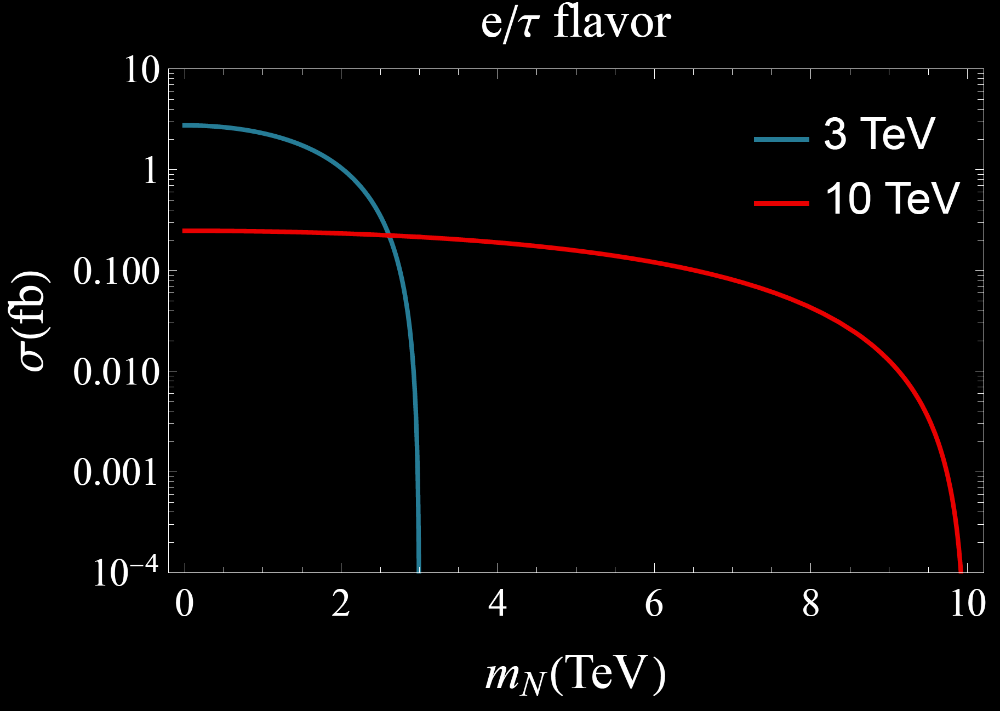 e/τ flavor
10
1
0.100
0.010
0.001
10⁻⁴
σ(fb)
3 TeV
10 TeV
0 2 4 6 8 10
m_N(TeV)